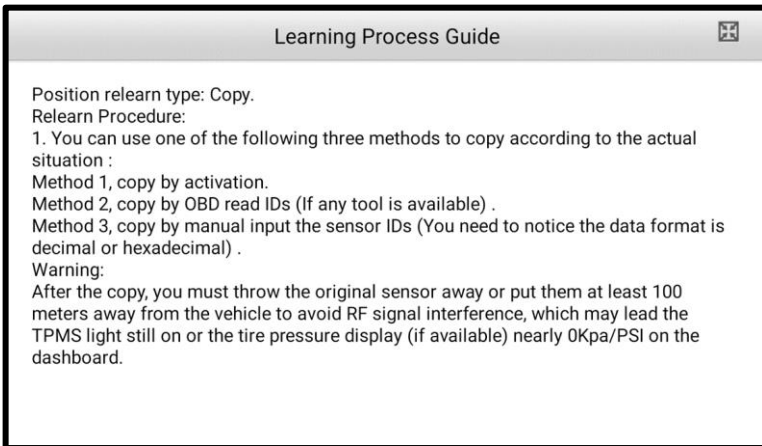 Learning Process Guide
Position relearn type: Copy.
Relearn Procedure:
1. You can use one of the following three methods to copy according to the actual
situation :
Method 1, copy by activation.
Method 2, copy by OBD read IDs (If any tool is available) .
Method 3, copy by manual input the sensor IDs (You need to notice the data format is
decimal or hexadecimal) .
Warning:
After the copy, you must throw the original sensor away or put them at least 100
meters away from the vehicle to avoid RF signal interference, which may lead the
TPMS light still on or the tire pressure display (if available) nearly 0Kpa/PSI on the
dashboard.